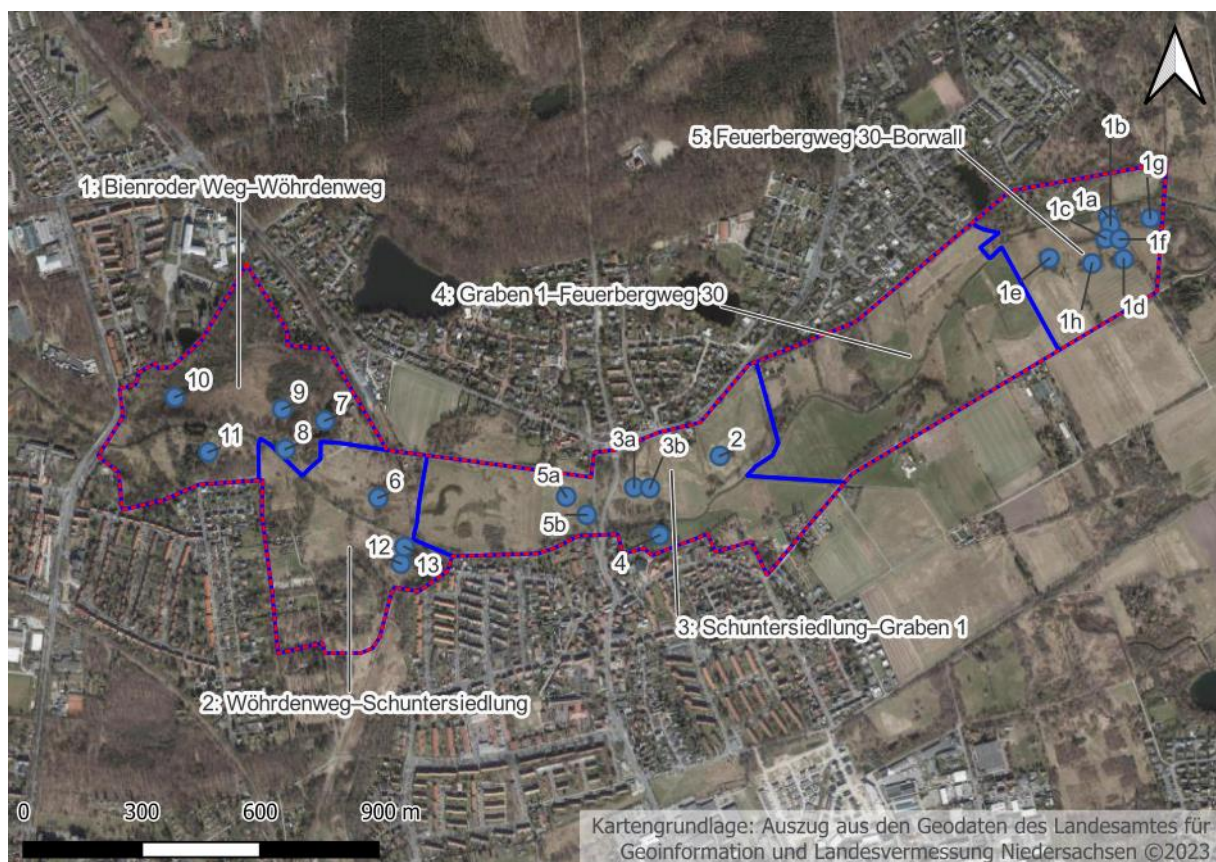 1b
5: Feuerbergweg 30–Borwall
1g
1: Bienroder Weg–Wöhrdenweg
1a
1c
1f
4: Graben 1–Feuerbergweg 30
1e
1h
1d
10
9
7
11
8
3a
3b
2
5a
6
5b
12
13
4
3: Schuntersiedlung–Graben 1
2: Wöhrdenweg–Schuntersiedlung
0 300 600 900 m
Kartengrundlage: Auszug aus den Geodaten des Landesamtes für
Geoinformation und Landesvermessung Niedersachsen ©2023